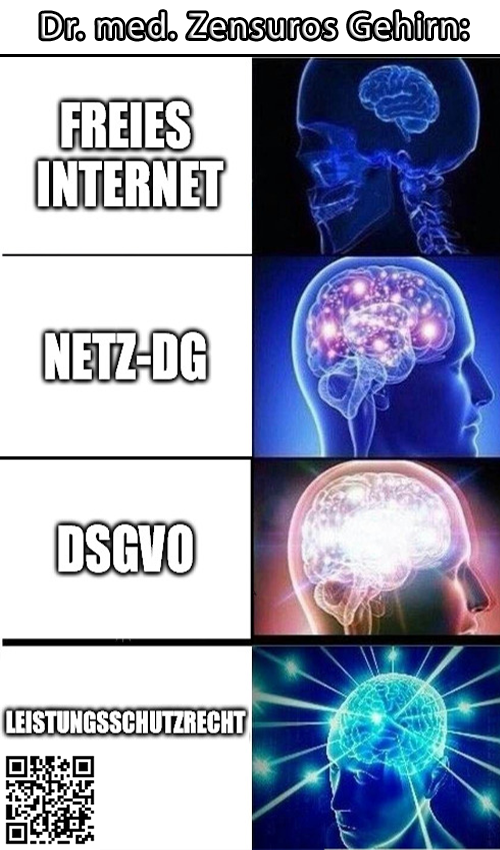 Dr. med. Zensuros Gehirn:
FREIES
INTERNET
NETZ-DG
DSGVO
LEISTUNGSSCHUTZRECHT